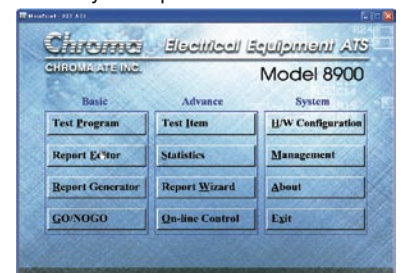 Chroma Electrical Equipment ATS
CHROMA ATE INC.
Model 8900
Basic Advance System
Test Program Test Item H/W Configuration
Report Editor Statistics Management
Report Generator Report Wizard About
GO/NOGO On-line Control Exit